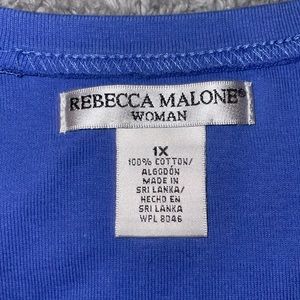 REBECCA MALONE®
WOMAN
1X
100% COTTON/
ALGODÓN
MADE IN
SRI LANKA/
HECHO EN
SRI LANKA
WPL 8046